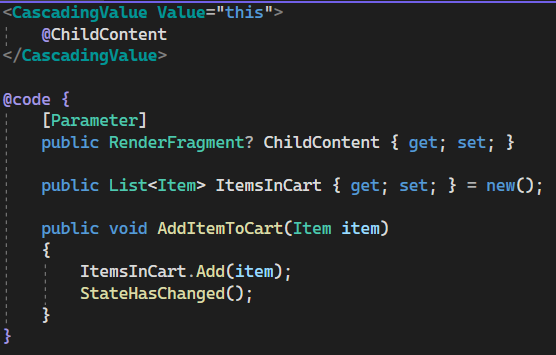 <CascadingValue Value="this">
    @ChildContent
</CascadingValue>

@code {
    [Parameter]
    public RenderFragment? ChildContent { get; set; }

    public List<Item> ItemsInCart { get; set; } = new();

    public void AddItemToCart(Item item)
    {
        ItemsInCart.Add(item);
        StateHasChanged();
    }
}